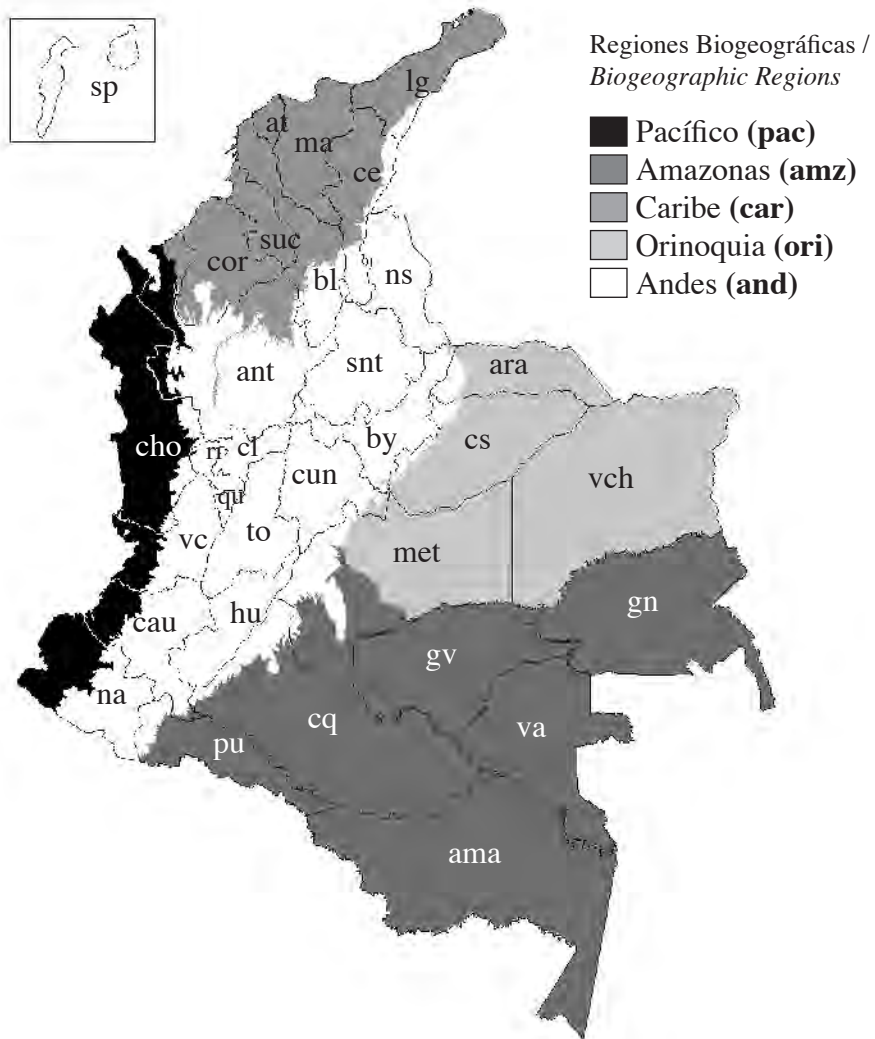 sp
Regiones Biogeográficas /
Biogeographic Regions
Pacífico (pac)
Amazonas (amz)
Caribe (car)
Orinoquia (ori)
Andes (and)
lg
at
ma
ce
suc
cor
bl
ns
ant
snt
ara
cho
ri
cl
by
cs
qu
cun
vch
vc
to
met
cau
hu
gn
gv
na
cq
va
pu
ama